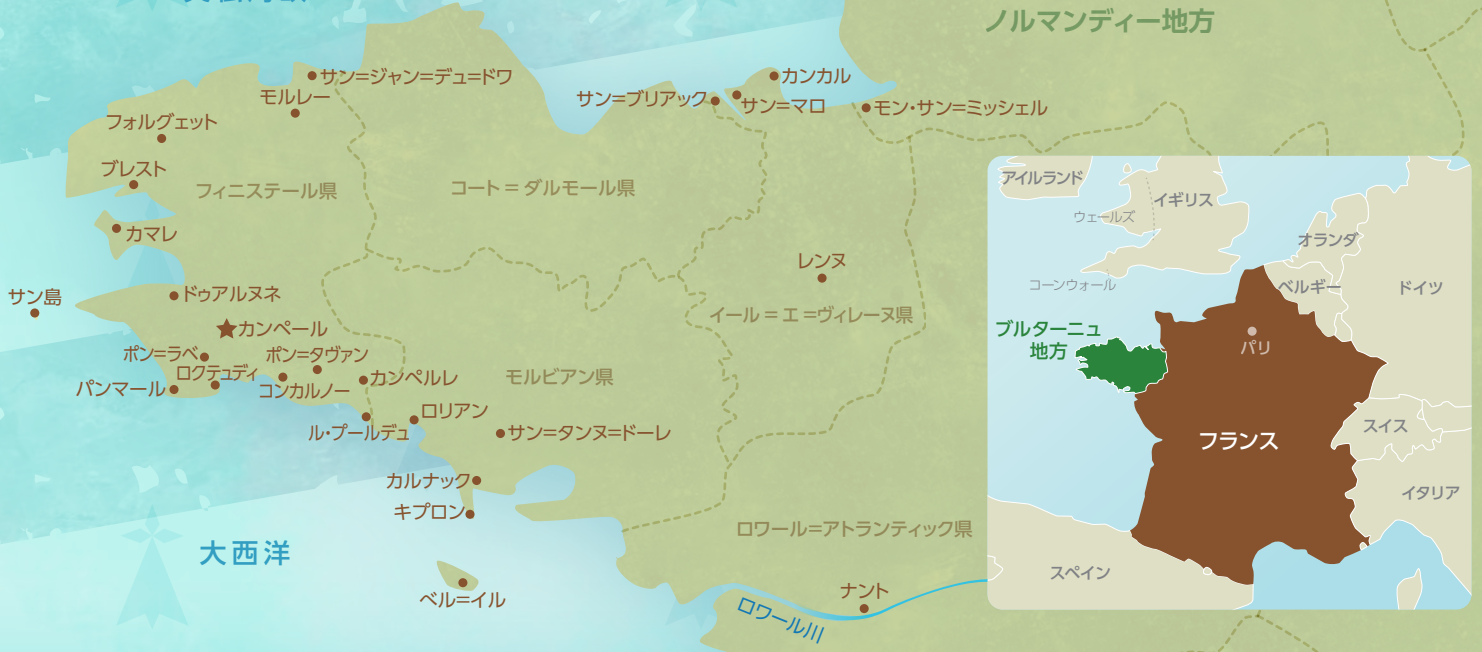 ノルマンディー地方
サン=ジャン=デュ=ドワ
モルレー
フォルグェット
ブレスト
フィニステール県
カマレ
サン島
ドゥアルヌネ
カンペール
ポン=ラベ
ロクテュディ
パンマール
ポン=タヴァン
コンカルノー
カンペルレ
ル・プールデュ
ロリアン
モルビアン県
サン=タンヌ=ドーレ
カルナック
キブロン
大西洋
ベル=イル
コート=ダルモール県
サン=ブリアック
カンカル
サン=マロ
モン・サン=ミッシェル
レンヌ
イール=エ=ヴィレーヌ県
ロワール=アトランティック県
ナント
ロワール川
アイルランド
イギリス
ウェールズ
コーンウォール
オランダ
ベルギー
ドイツ
ブルターニュ
地方
パリ
フランス
スイス
イタリア
スペイン